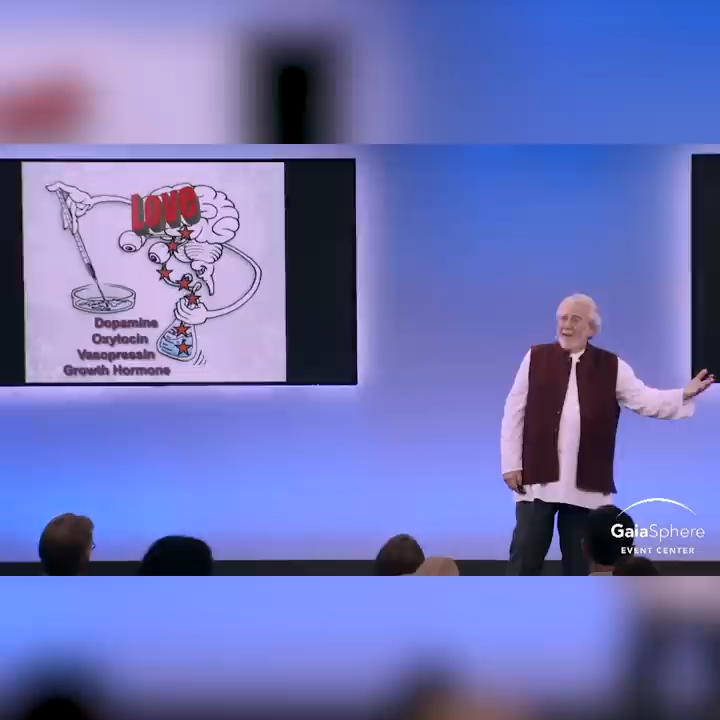 Love
Dopamine
Oxytocin
Vasopressin
Growth Hormone
GaiaSphere
EVENT CENTER